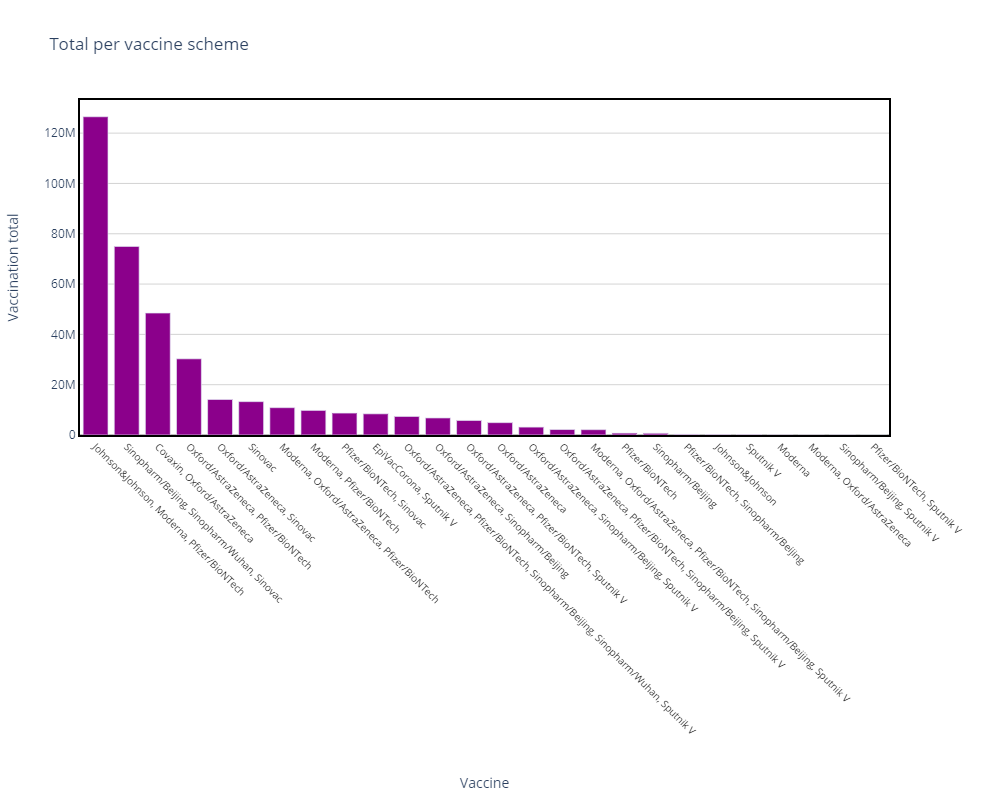 Total per vaccine scheme
Vaccination total
120M
100M
80M
60M
40M
20M
0
Johnson&Johnson, Moderna, Pfizer/BioNTech
Sinopharm/Beijing, Sinopharm/Wuhan, Sinovac
Covaxin, Oxford/AstraZeneca
Oxford/AstraZeneca, Pfizer/BioNTech
Oxford/AstraZeneca, Sinovac
Sinovac
Moderna, Oxford/AstraZeneca, Pfizer/BioNTech
Moderna, Pfizer/BioNTech
Pfizer/BioNTech, Sinovac
EpiVacCorona, Sputnik V
Oxford/AstraZeneca, Pfizer/BioNTech, Sinopharm/Beijing, Sinopharm/Wuhan, Sputnik V
Oxford/AstraZeneca, Sinopharm/Beijing
Oxford/AstraZeneca, Pfizer/BioNTech, Sputnik V
Oxford/AstraZeneca
Oxford/AstraZeneca, Sinopharm/Beijing, Sputnik V
Oxford/AstraZeneca, Pfizer/BioNTech, Sinopharm/Beijing, Sputnik V
Moderna, Oxford/AstraZeneca, Pfizer/BioNTech, Sinopharm/Beijing, Sputnik V
Pfizer/BioNTech
Sinopharm/Beijing
Pfizer/BioNTech, Sinopharm/Beijing
Johnson&Johnson
Sputnik V
Moderna
Moderna, Oxford/AstraZeneca
Sinopharm/Beijing, Sputnik V
Pfizer/BioNTech, Sputnik V
Vaccine